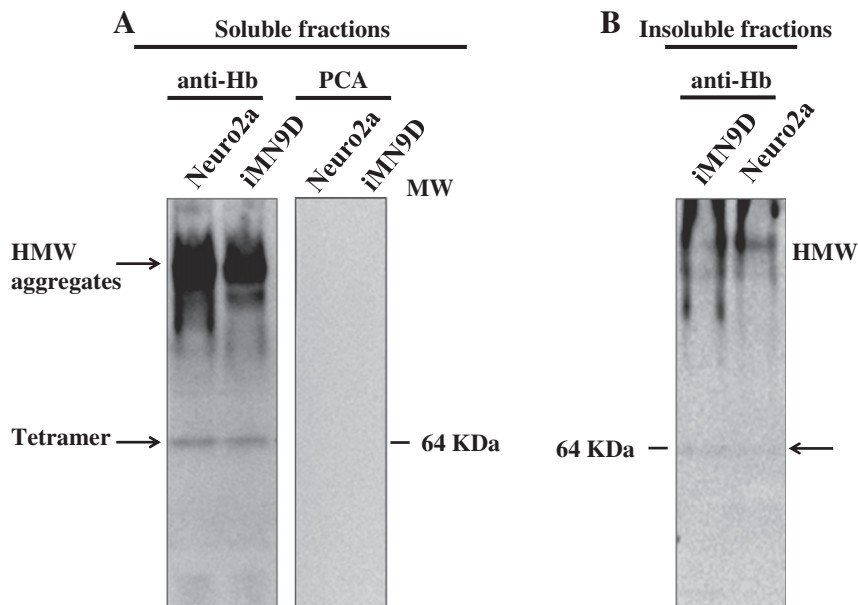 A
Soluble fractions
anti-Hb
PCA
Neuro2a
iMN9D
Neuro2a
iMN9D
MW
HMW
aggregates
Tetramer
64 KDa
B
Insoluble fractions
anti-Hb
iMN9D
Neuro2a
HMW
64 KDa